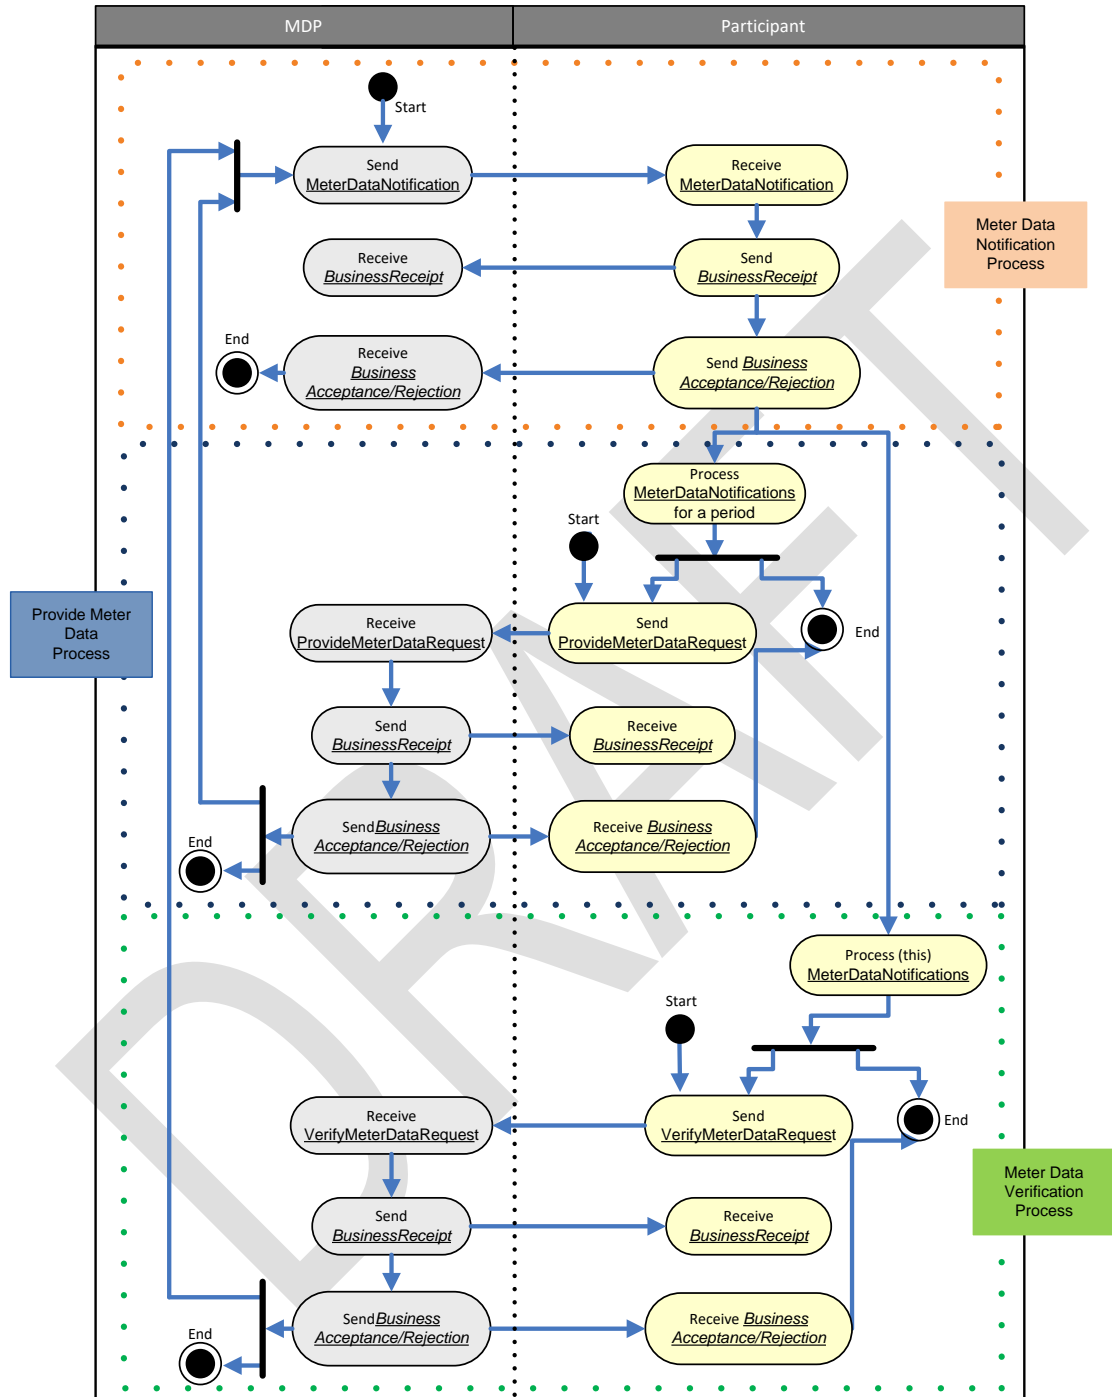 MDP
Participant
Start
Send
MeterDataNotification
Receive
MeterDataNotification
Meter Data
Notification
Process
Receive
BusinessReceipt
Send
BusinessReceipt
End
Receive
Business
Acceptance/Rejection
Send Business
Acceptance/Rejection
Process
MeterDataNotifications
for a period
Start
Provide Meter
Data
Process
Receive
ProvideMeterDataRequest
Send
ProvideMeterDataRequest
End
Send
BusinessReceipt
Receive
BusinessReceipt
End
SendBusiness
Acceptance/Rejection
Receive Business
Acceptance/Rejection
Process (this)
MeterDataNotifications
Start
Receive
VerifyMeterDataRequest
Send
VerifyMeterDataRequest
End
Meter Data
Verification
Process
Send
BusinessReceipt
Receive
BusinessReceipt
End
SendBusiness
Acceptance/Rejection
Receive Business
Acceptance/Rejection
DRAFT